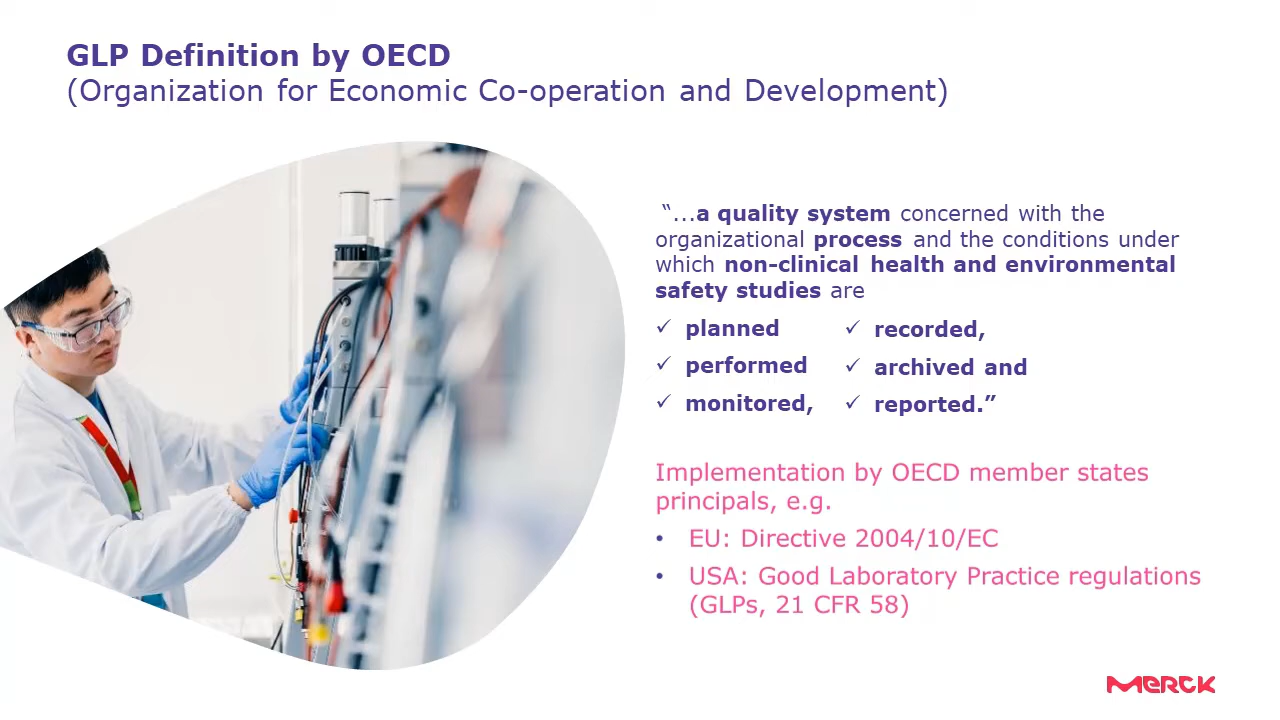 GLP Definition by OECD
(Organization for Economic Co-operation and Development)
“...a quality system concerned with the
organizational process and the conditions under
which non-clinical health and environmental
safety studies are
✓ planned
✓ performed
✓ monitored,
✓ recorded,
✓ archived and
✓ reported.”
Implementation by OECD member states
principals, e.g.
• EU: Directive 2004/10/EC
• USA: Good Laboratory Practice regulations
(GLPs, 21 CFR 58)
MERCK